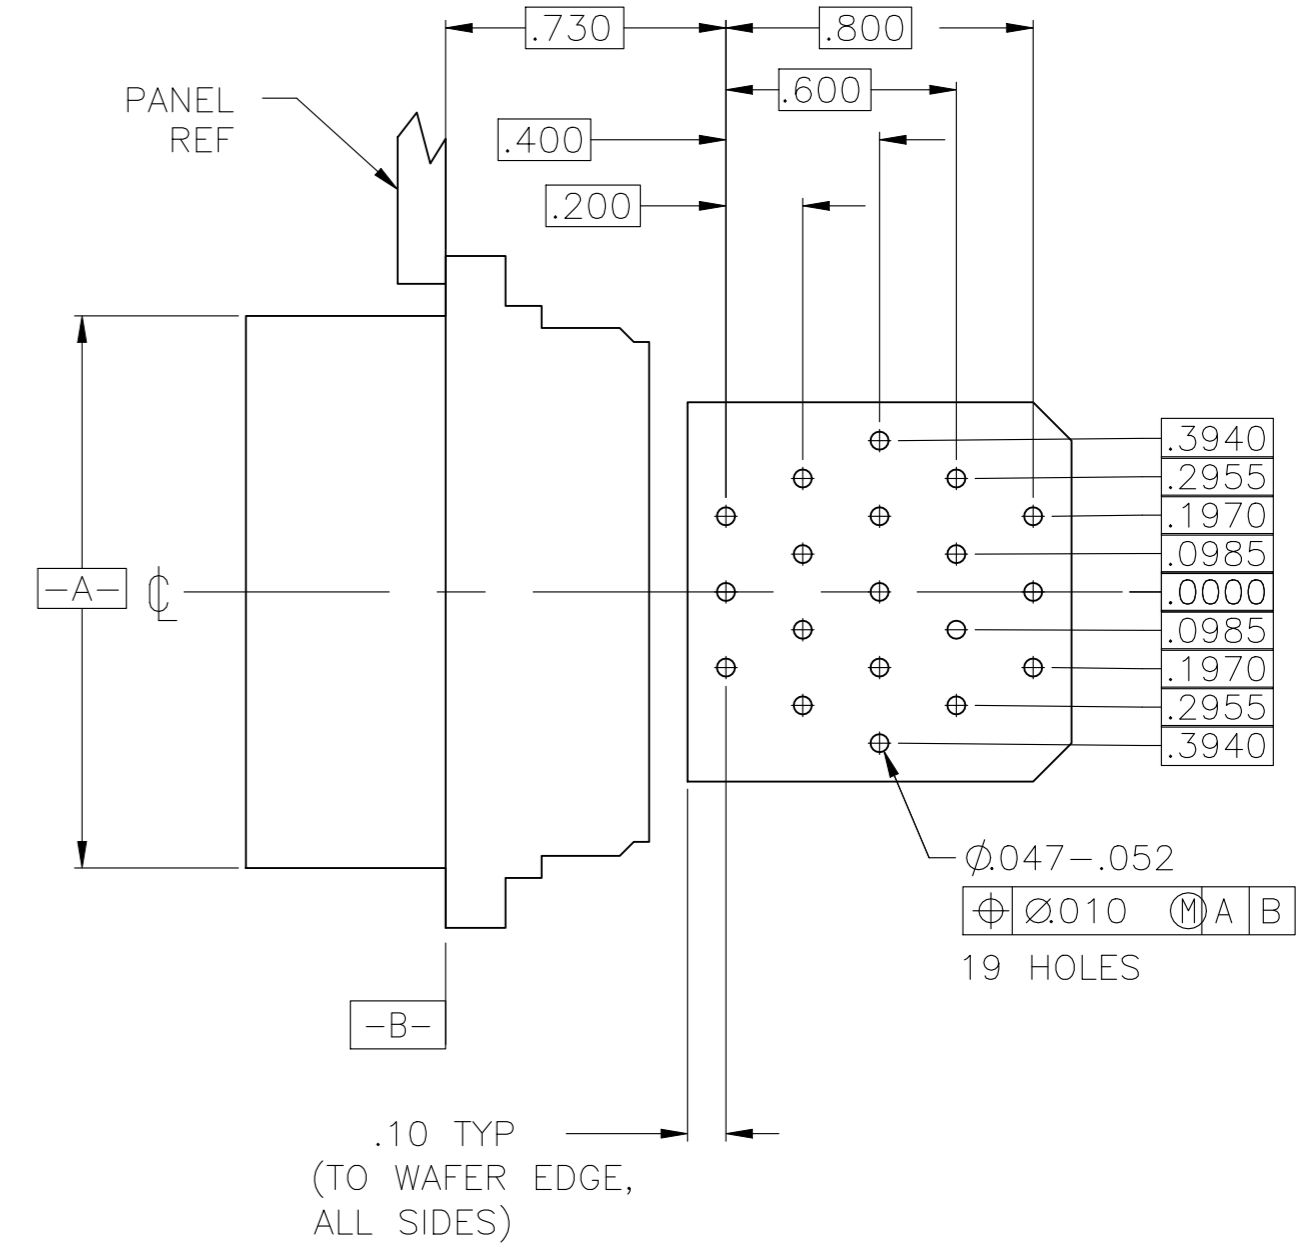 .730
.800
.600
PANEL
REF
.400
.200
.3940
.2955
.1970
.0985
-A-
℄
.0000
.0985
.1970
.2955
.3940
Ø.047-.052
⌖ Ø.010 Ⓜ A B
19 HOLES
-B-
.10 TYP
(TO WAFER EDGE,
ALL SIDES)